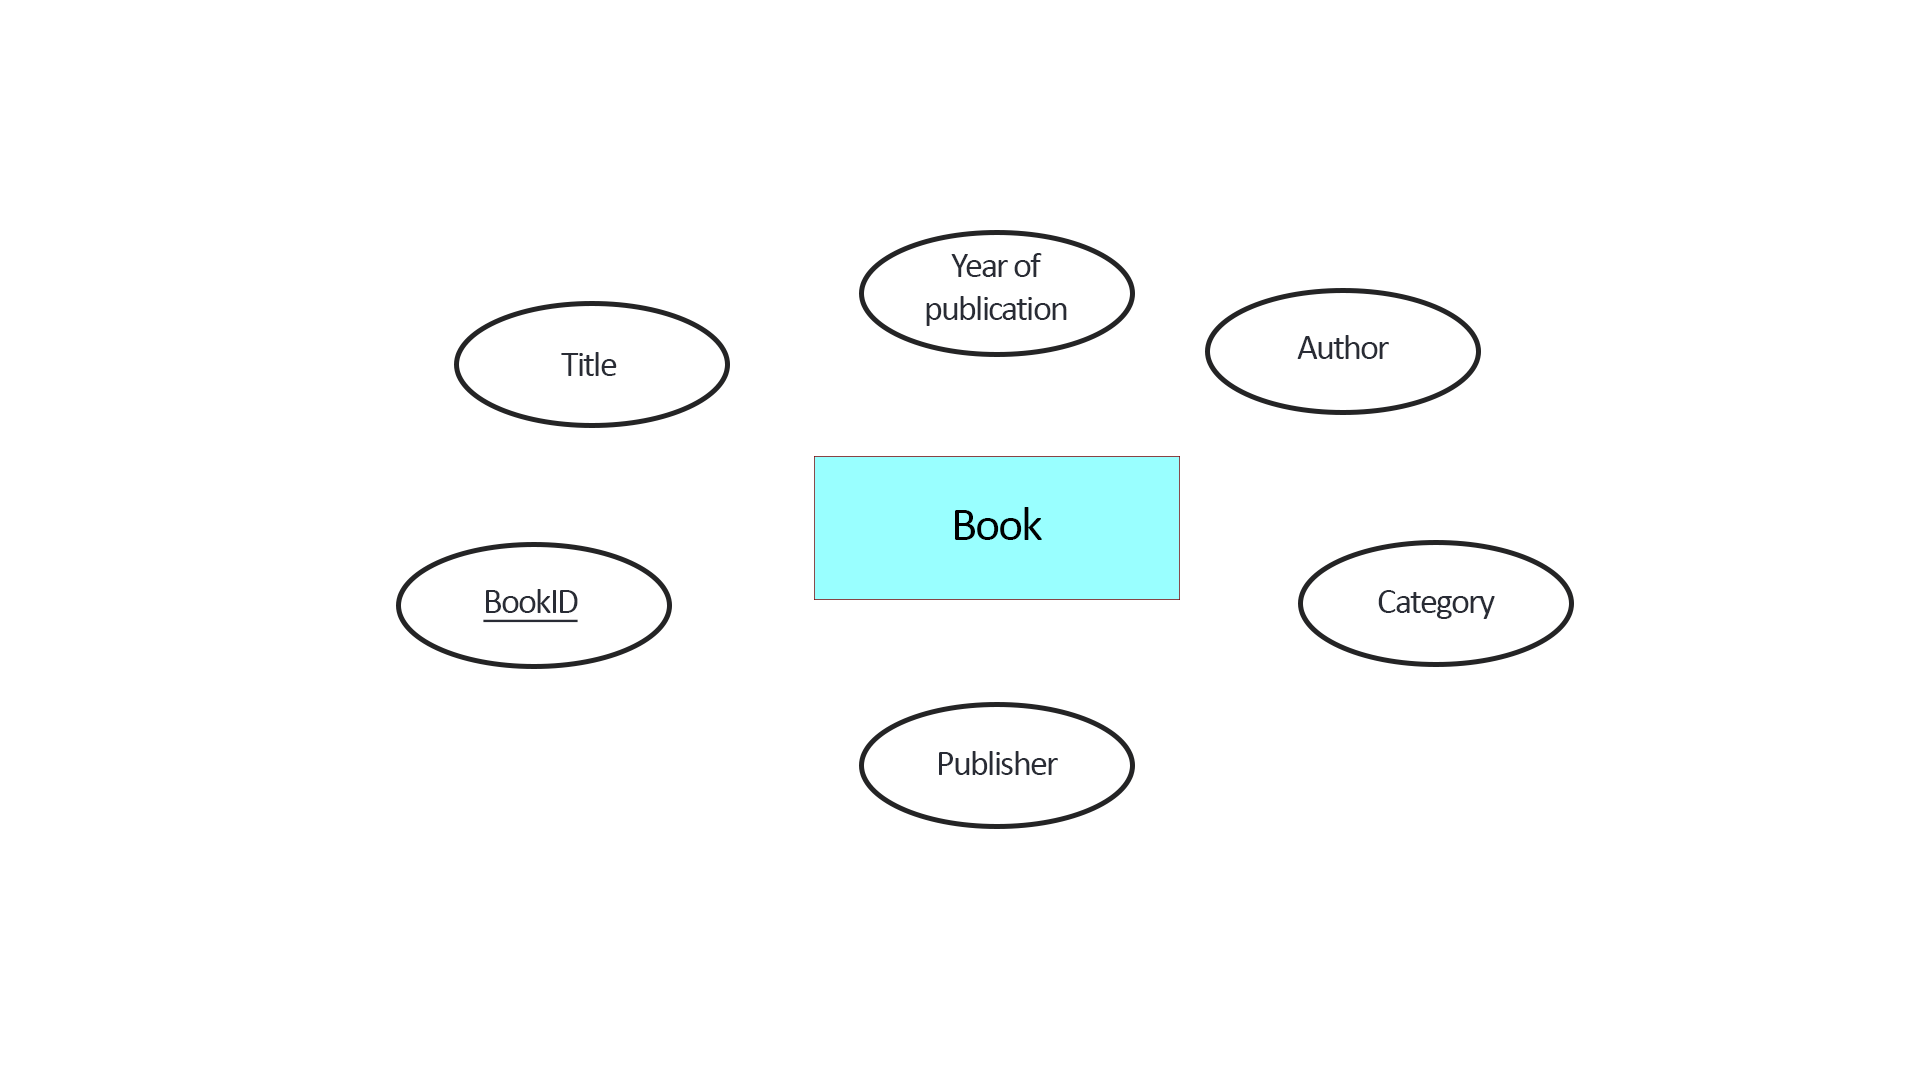 Year of
publication
Title
Author
Book
BookID
Category
Publisher